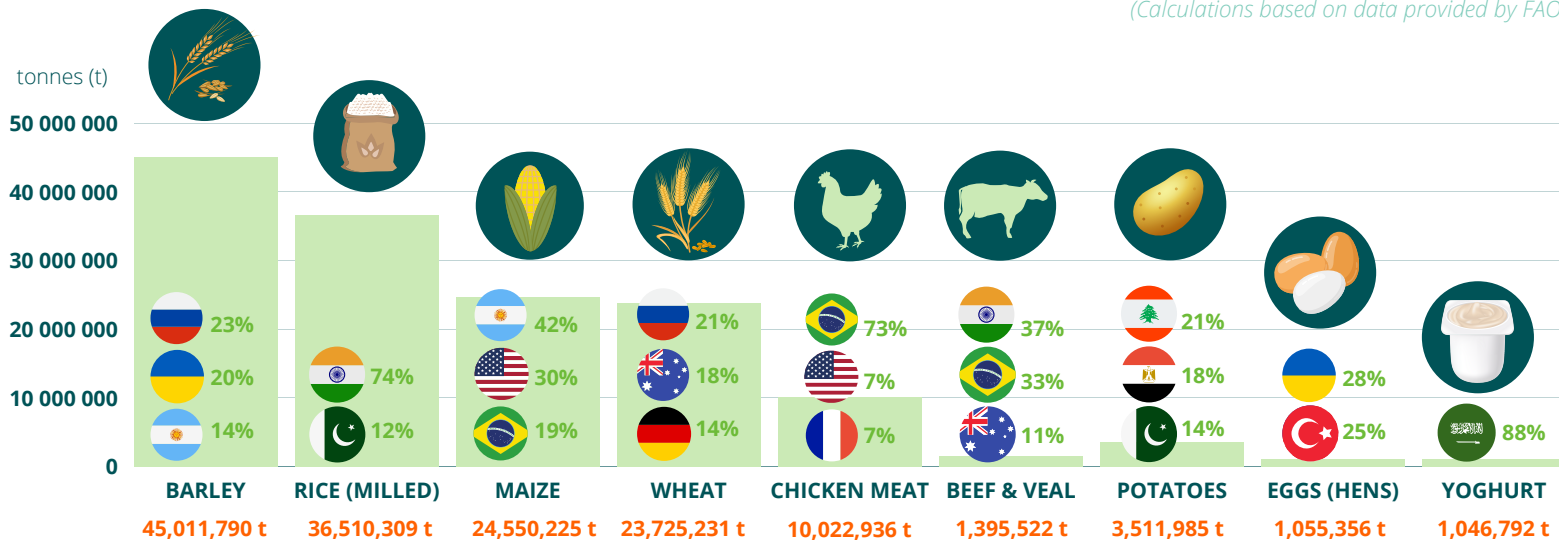 (Calculations based on data provided by FAO
tonnes (t)
50 000 000
40 000 000
30 000 000
20 000 000
10 000 000
0
23%
20%
14%
74%
12%
42%
30%
19%
21%
18%
14%
73%
7%
7%
37%
33%
11%
21%
18%
14%
28%
25%
88%
BARLEY RICE (MILLED) MAIZE WHEAT CHICKEN MEAT BEEF & VEAL POTATOES EGGS (HENS) YOGHURT
45,011,790 t 36,510,309 t 24,550,225 t 23,725,231 t 10,022,936 t 1,395,522 t 3,511,985 t 1,055,356 t 1,046,792 t